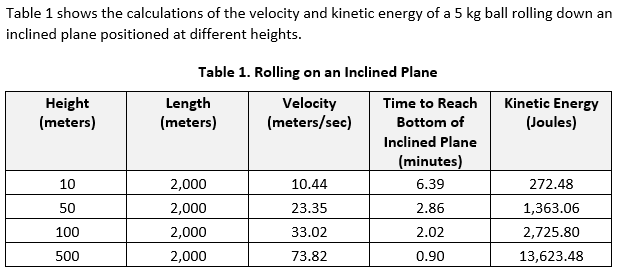 Table 1 shows the calculations of the velocity and kinetic energy of a 5 kg ball rolling down an
inclined plane positioned at different heights.
Table 1. Rolling on an Inclined Plane
Height (meters) Length (meters) Velocity (meters/sec) Time to Reach Bottom of Inclined Plane (minutes) Kinetic Energy (Joules)
10 2,000 10.44 6.39 272.48
50 2,000 23.35 2.86 1,363.06
100 2,000 33.02 2.02 2,725.80
500 2,000 73.82 0.90 13,623.48